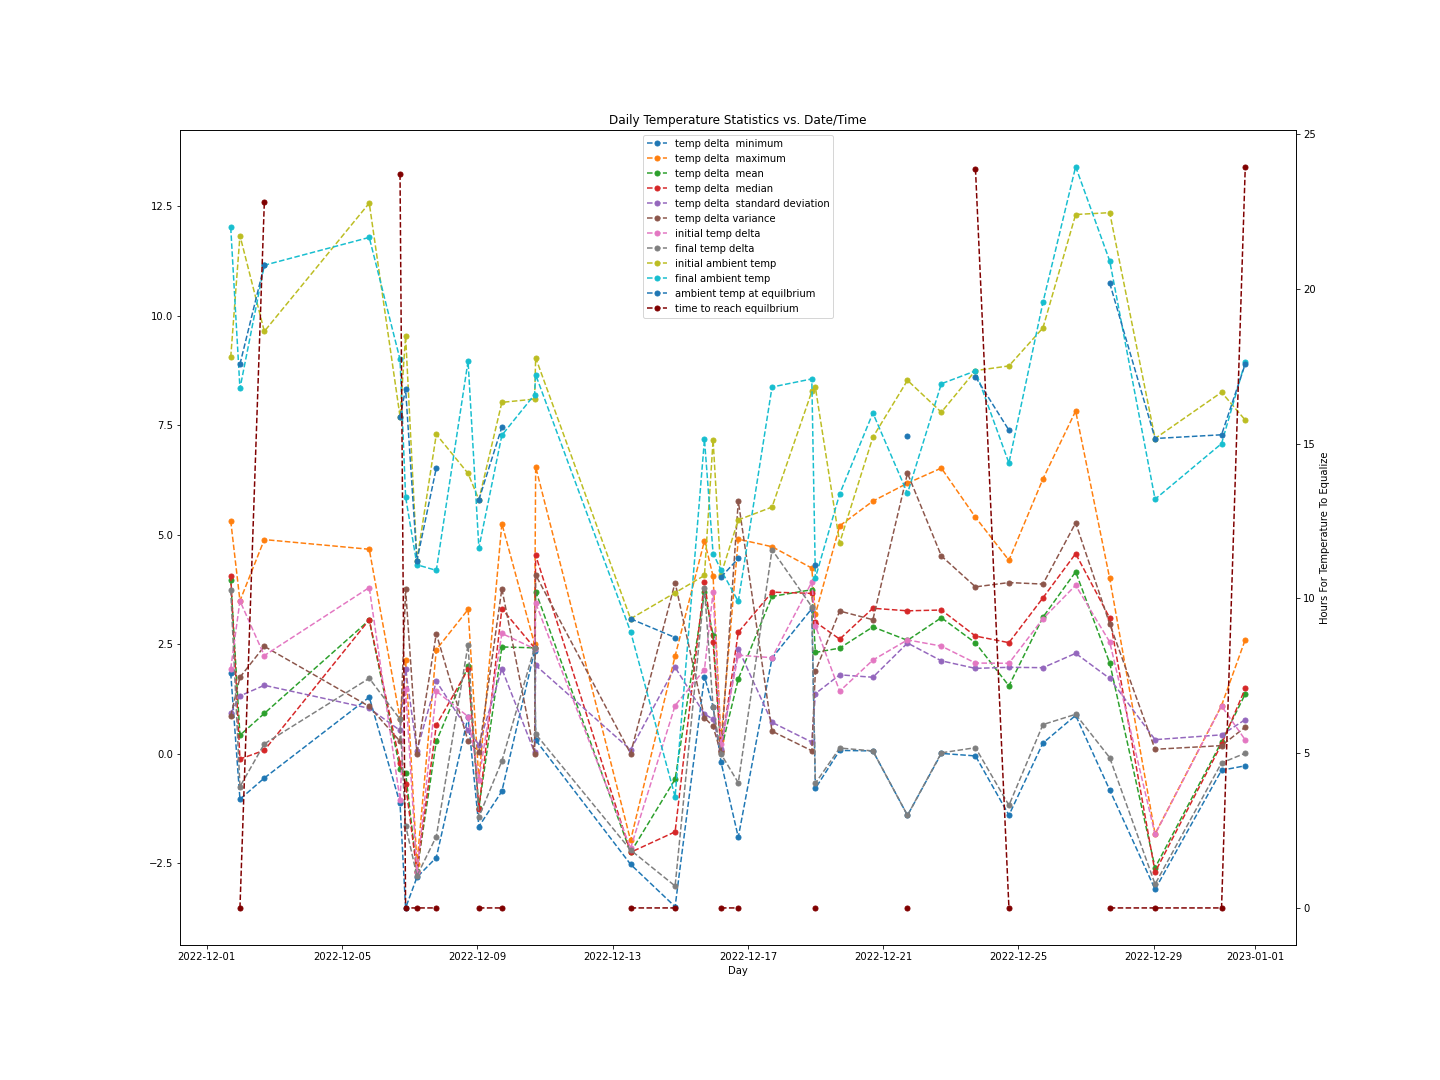 Daily Temperature Statistics vs. Date/Time
temp delta  minimum
temp delta  maximum
temp delta  mean
temp delta  median
temp delta  standard deviation
temp delta variance
initial temp delta
final temp delta
initial ambient temp
final ambient temp
ambient temp at equilbrium
time to reach equilbrium
12.5
10.0
7.5
5.0
2.5
0.0
−2.5
25
20
15
10
5
0
Hours For Temperature To Equalize
2022-12-01 2022-12-05 2022-12-09 2022-12-13 2022-12-17 2022-12-21 2022-12-25 2022-12-29 2023-01-01
Day